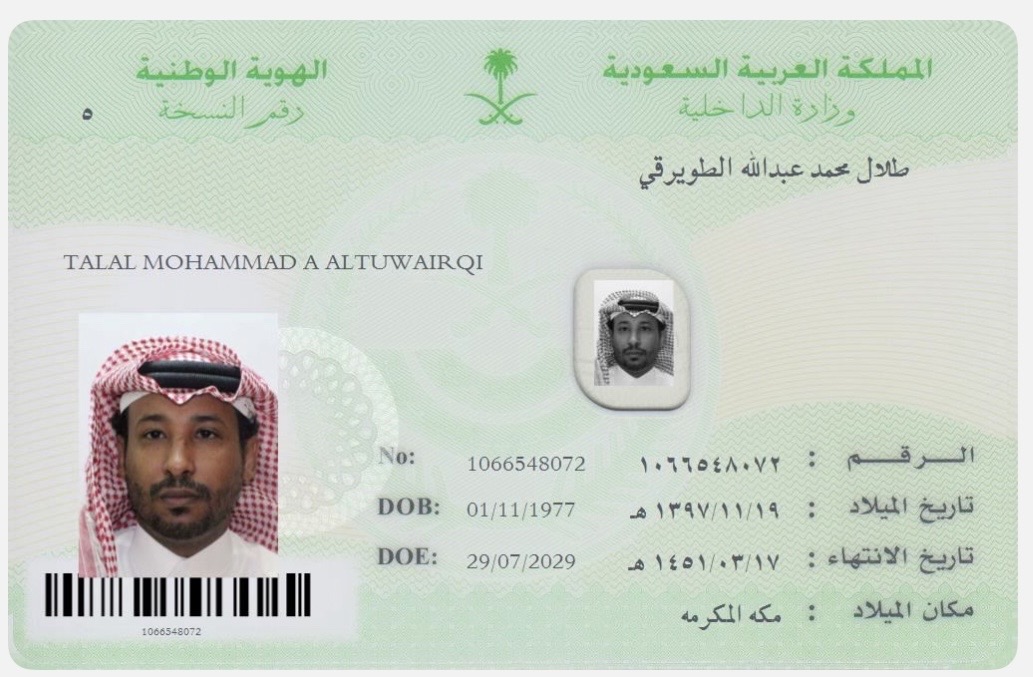 المملكة العربية السعودية
وزارة الداخلية
الهوية الوطنية
رقم النسخة ٥
طلال محمد عبدالله الطويرقي
TALAL MOHAMMAD A ALTUWAIRQI
الـرقـم : ١٠٦٦٥٤٨٠٧٢ No: 1066548072
تاريخ الميلاد : ١٣٩٧/١١/١٩ هـ DOB: 01/11/1977
تاريخ الانتهاء : ١٤٥١/٠٣/١٧ هـ DOE: 29/07/2029
مكان الميلاد : مكه المكرمه
1066548072